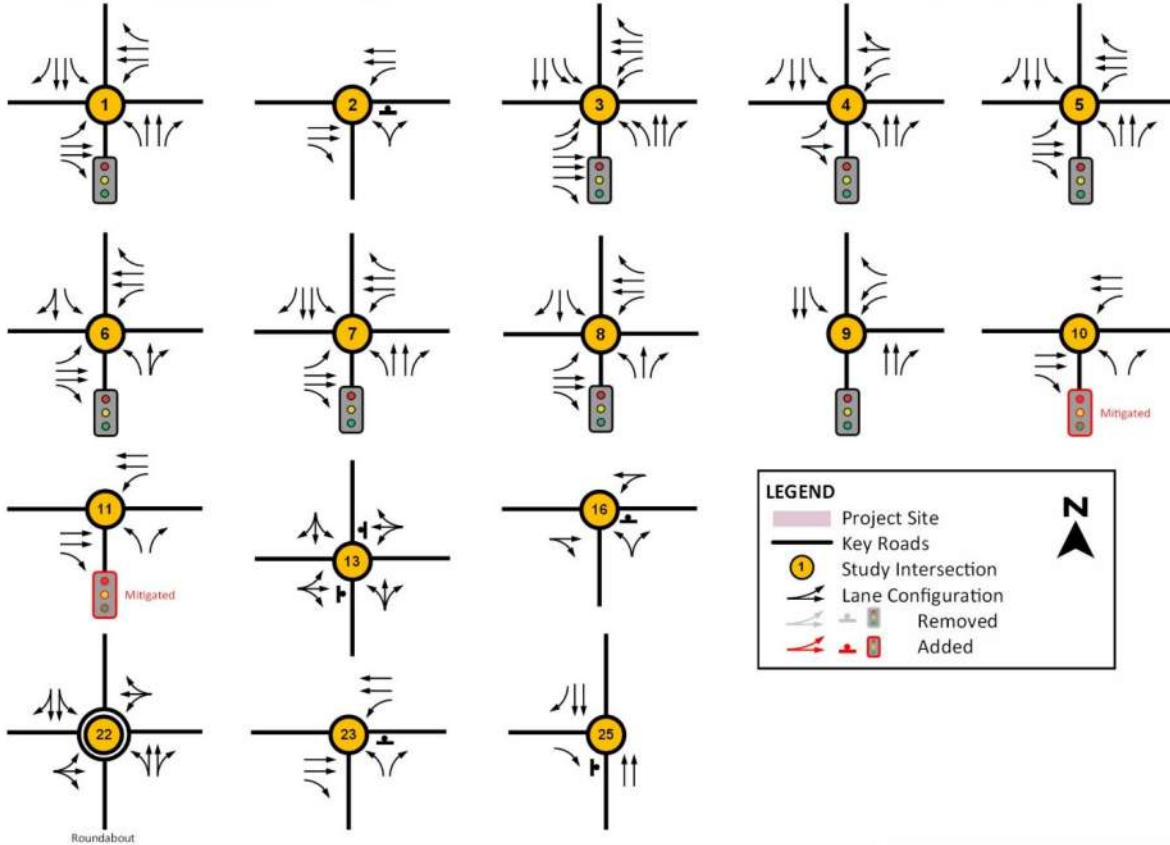 1
2
3
4
5
6
7
8
9
10
Mitigated
11
Mitigated
13
16
LEGEND
N
Project Site
Key Roads
1
Study Intersection
Lane Configuration
Removed
Added
22
23
25
Roundabout